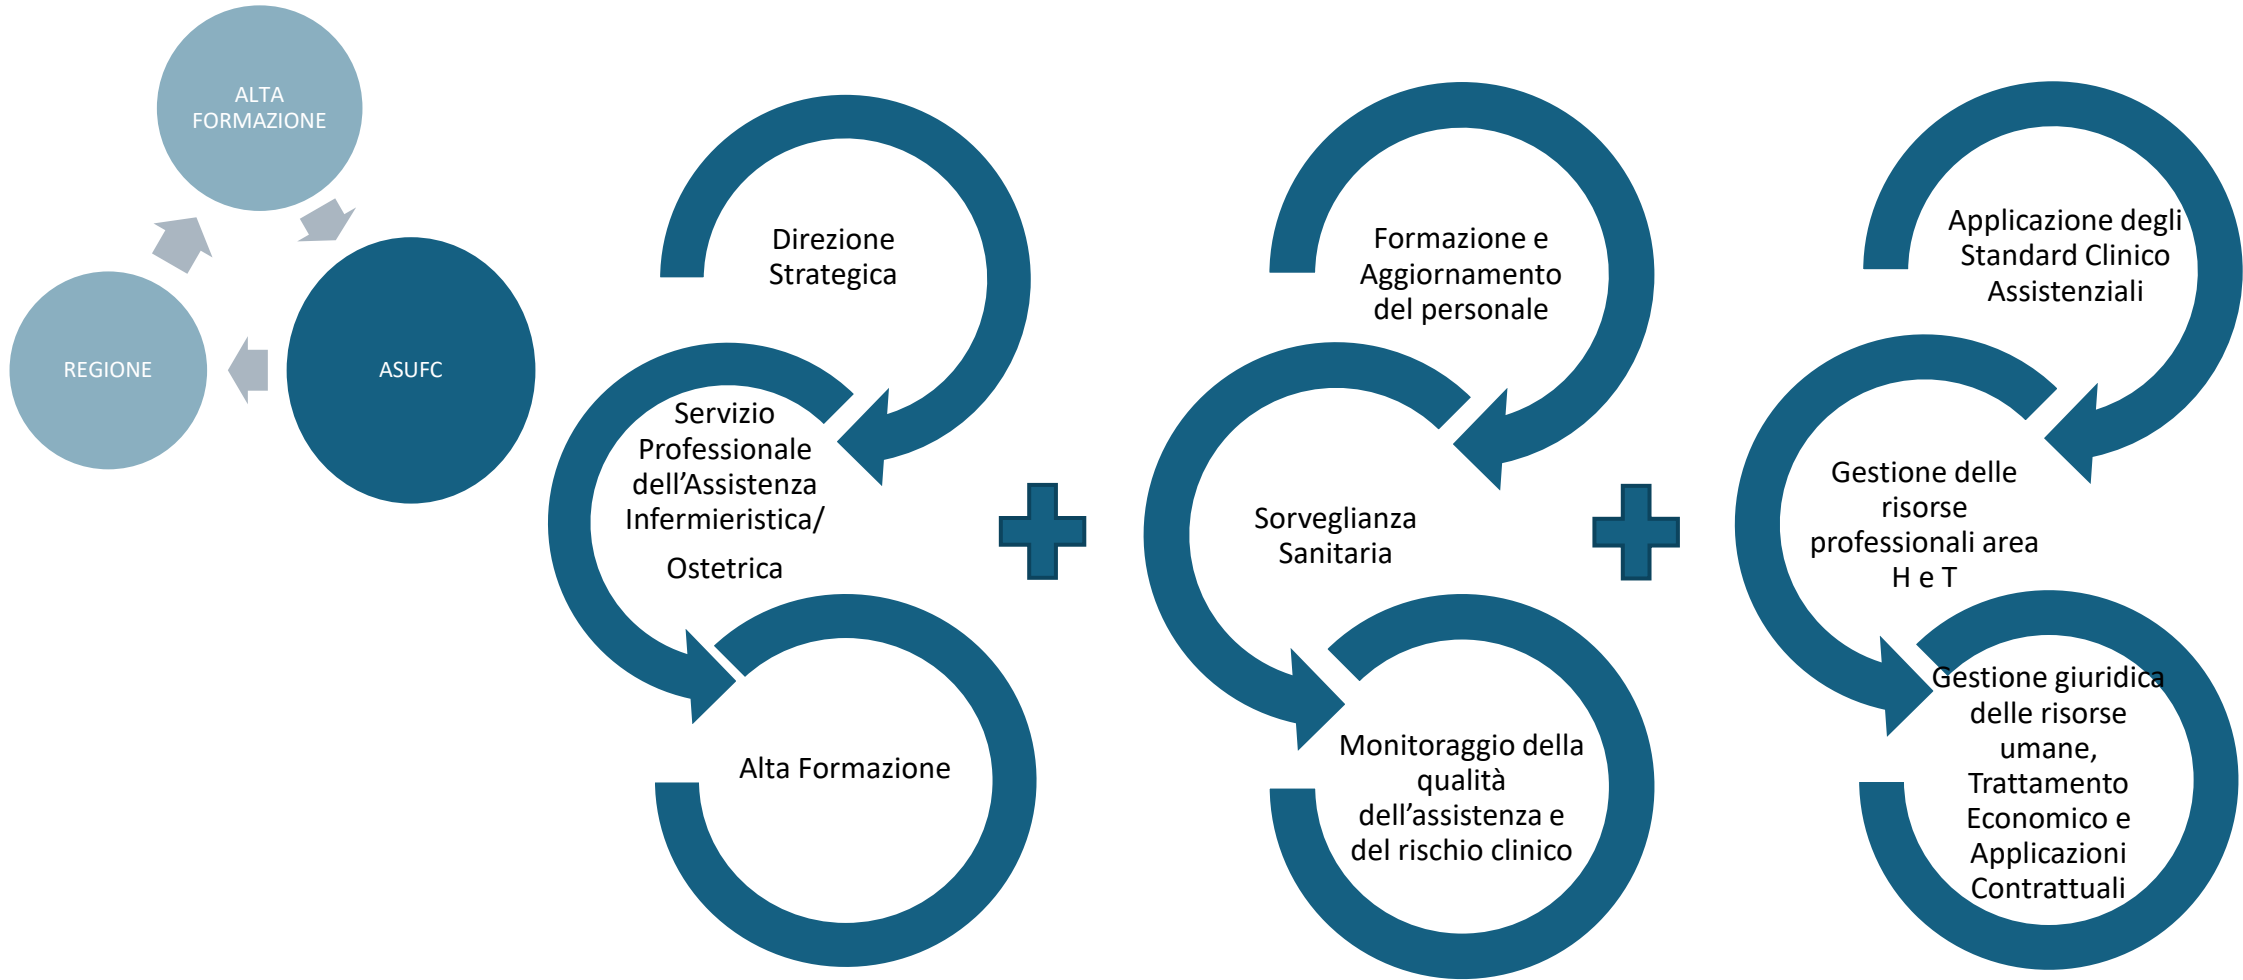 ALTA
FORMAZIONE
REGIONE
ASUFC
Direzione
Strategica
Servizio
Professionale
dell’Assistenza
Infermieristica/
Ostetrica
Alta Formazione
Formazione e
Aggiornamento
del personale
Sorveglianza
Sanitaria
Monitoraggio della
qualità
dell’assistenza e
del rischio clinico
Applicazione degli
Standard Clinico
Assistenziali
Gestione delle
risorse
professionali area
H e T
Gestione giuridica
delle risorse
umane,
Trattamento
Economico e
Applicazioni
Contrattuali